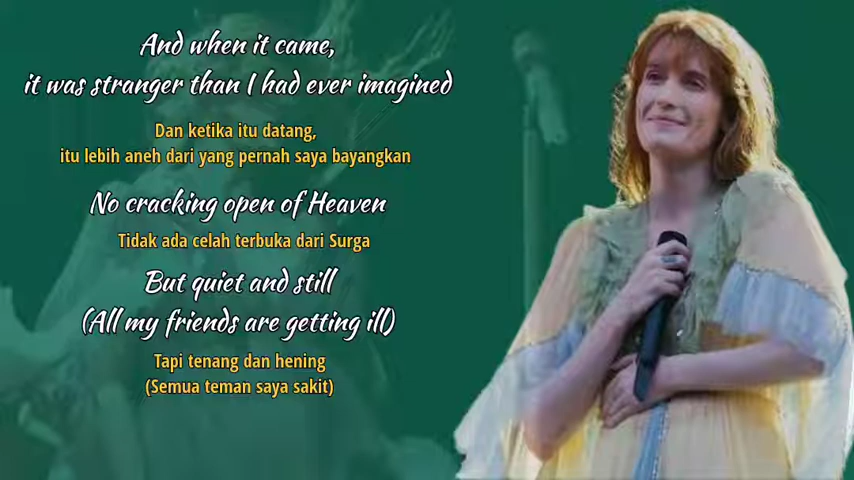 And when it came,
it was stranger than I had ever imagined
Dan ketika itu datang,
itu lebih aneh dari yang pernah saya bayangkan
No cracking open of Heaven
Tidak ada celah terbuka dari Surga
But quiet and still
(All my friends are getting ill)
Tapi tenang dan hening
(Semua teman saya sakit)